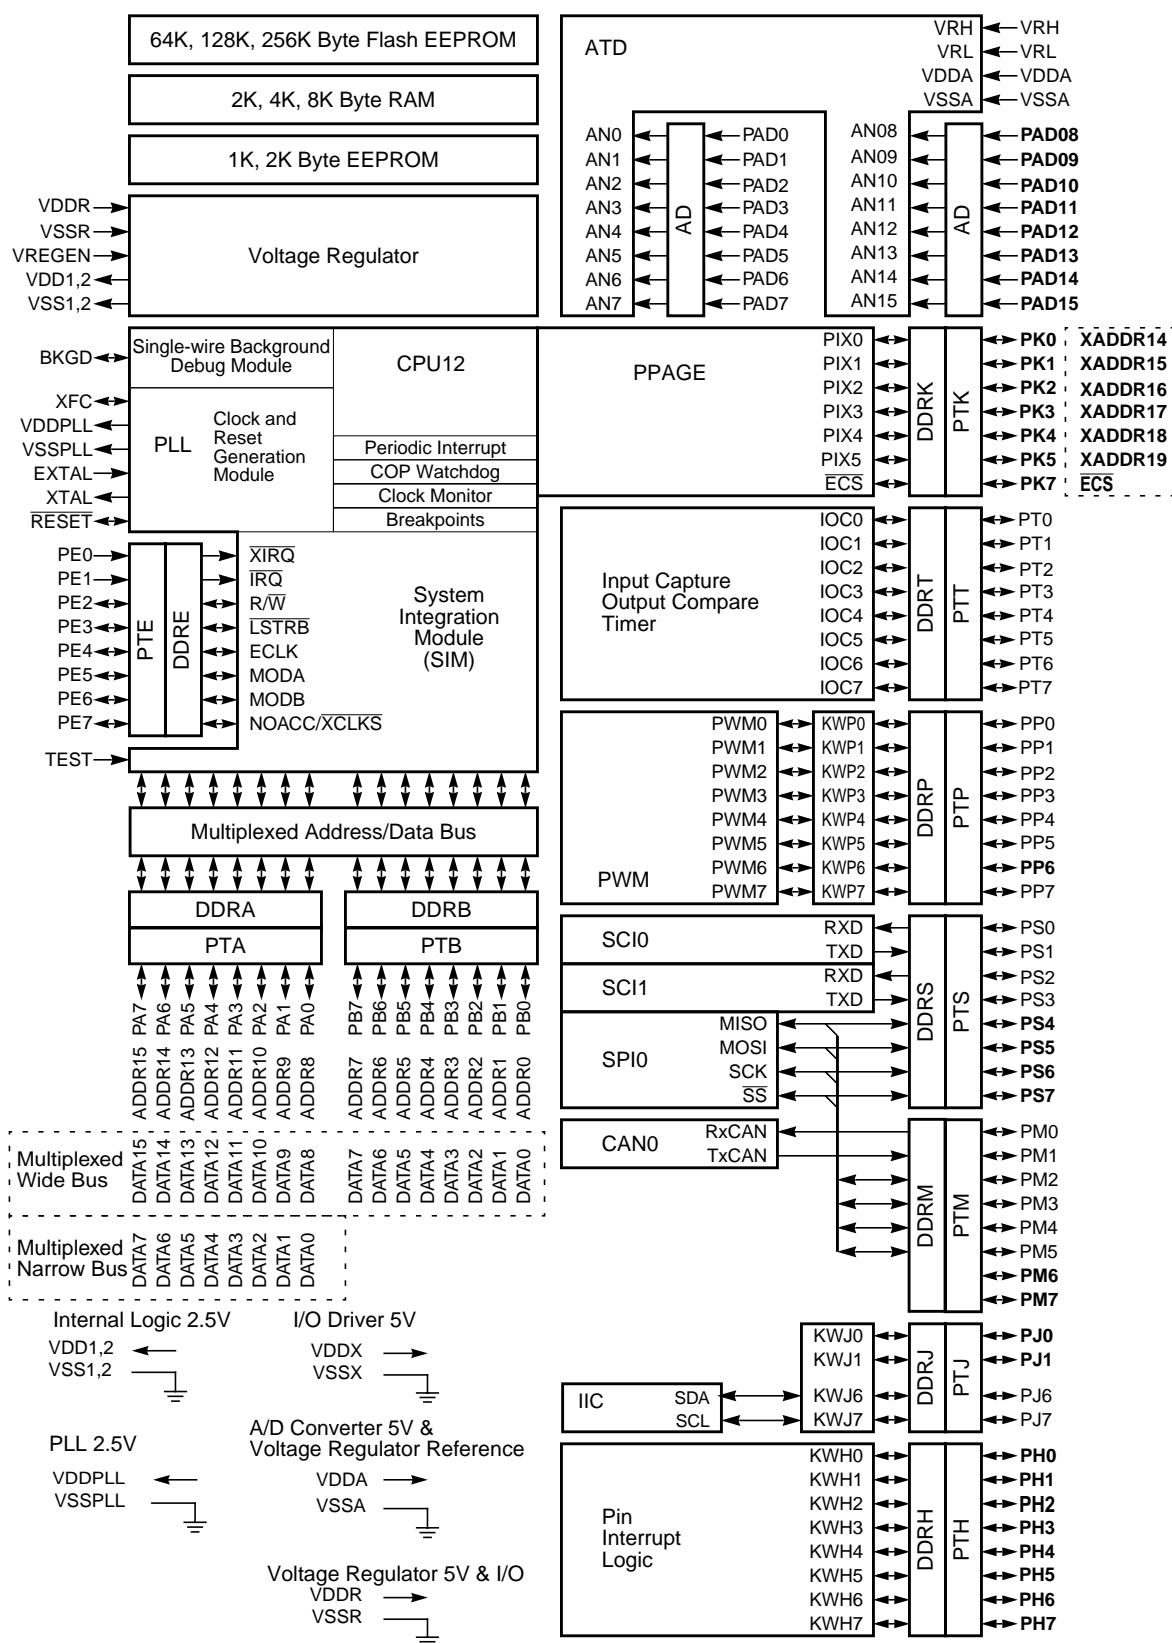 64K, 128K, 256K Byte Flash EEPROM
2K, 4K, 8K Byte RAM
1K, 2K Byte EEPROM
VDDR
VSSR
VREGEN
VDD1,2
VSS1,2
Voltage Regulator
BKGD
XFC
VDDPLL
VSSPLL
EXTAL
XTAL
RESET
Single-wire Background
Debug Module
CPU12
PLL
Clock and
Reset
Generation
Module
Periodic Interrupt
COP Watchdog
Clock Monitor
Breakpoints
PE0
PE1
PE2
PE3
PE4
PE5
PE6
PE7
TEST
PTE
DDRE
XIRQ
IRQ
R/W
LSTRB
ECLK
MODA
MODB
NOACC/XCLKS
System
Integration
Module
(SIM)
Multiplexed Address/Data Bus
DDRA
DDRB
PTA
PTB
PA7 PA6 PA5 PA4 PA3 PA2 PA1 PA0
PB7 PB6 PB5 PB4 PB3 PB2 PB1 PB0
ADDR15 ADDR14 ADDR13 ADDR12 ADDR11 ADDR10 ADDR9 ADDR8
ADDR7 ADDR6 ADDR5 ADDR4 ADDR3 ADDR2 ADDR1 ADDR0
Multiplexed
Wide Bus
DATA15 DATA14 DATA13 DATA12 DATA11 DATA10 DATA9 DATA8
DATA7 DATA6 DATA5 DATA4 DATA3 DATA2 DATA1 DATA0
Multiplexed
Narrow Bus
DATA7 DATA6 DATA5 DATA4 DATA3 DATA2 DATA1 DATA0
Internal Logic 2.5V
VDD1,2
VSS1,2
I/O Driver 5V
VDDX
VSSX
PLL 2.5V
VDDPLL
VSSPLL
A/D Converter 5V &
Voltage Regulator Reference
VDDA
VSSA
Voltage Regulator 5V & I/O
VDDR
VSSR
ATD
VRH VRH
VRL VRL
VDDA VDDA
VSSA VSSA
AN0 PAD0
AN1 PAD1
AN2 PAD2
AN3 PAD3
AN4 PAD4
AN5 PAD5
AN6 PAD6
AN7 PAD7
AD
AN08 PAD08
AN09 PAD09
AN10 PAD10
AN11 PAD11
AN12 PAD12
AN13 PAD13
AN14 PAD14
AN15 PAD15
AD
PPAGE
PIX0 PK0 XADDR14
PIX1 PK1 XADDR15
PIX2 PK2 XADDR16
PIX3 PK3 XADDR17
PIX4 PK4 XADDR18
PIX5 PK5 XADDR19
ECS PK7 ECS
DDRK
PTK
Input Capture
Output Compare
Timer
IOC0 PT0
IOC1 PT1
IOC2 PT2
IOC3 PT3
IOC4 PT4
IOC5 PT5
IOC6 PT6
IOC7 PT7
DDRT
PTT
PWM
PWM0 KWP0 PP0
PWM1 KWP1 PP1
PWM2 KWP2 PP2
PWM3 KWP3 PP3
PWM4 KWP4 PP4
PWM5 KWP5 PP5
PWM6 KWP6 PP6
PWM7 KWP7 PP7
DDRP
PTP
SCI0
RXD PS0
TXD PS1
SCI1
RXD PS2
TXD PS3
SPI0
MISO PS4
MOSI PS5
SCK PS6
SS PS7
DDRS
PTS
CAN0
RxCAN PM0
TxCAN PM1
PM2
PM3
PM4
PM5
PM6
PM7
DDRM
PTM
KWJ0 PJ0
KWJ1 PJ1
IIC
SDA KWJ6 PJ6
SCL KWJ7 PJ7
DDRJ
PTJ
Pin
Interrupt
Logic
KWH0 PH0
KWH1 PH1
KWH2 PH2
KWH3 PH3
KWH4 PH4
KWH5 PH5
KWH6 PH6
KWH7 PH7
DDRH
PTH